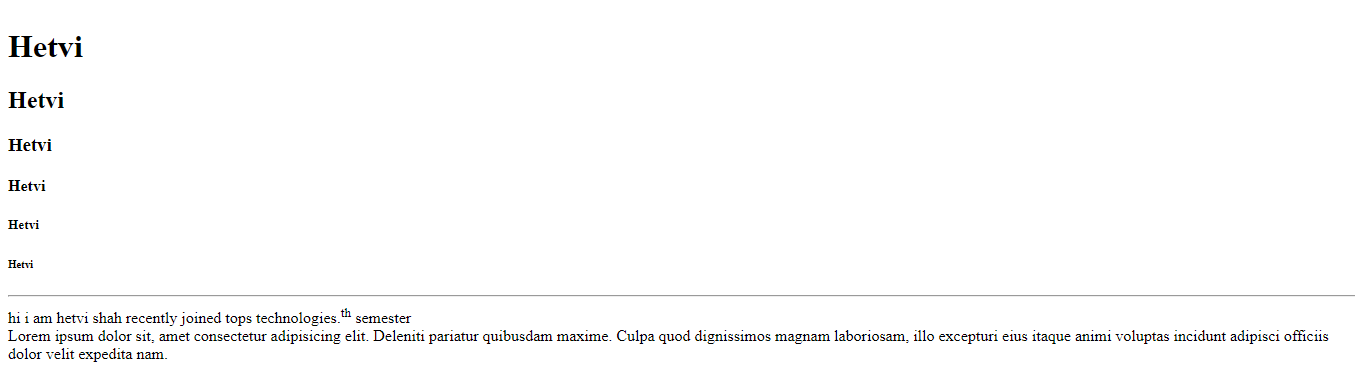 Hetvi
Hetvi
Hetvi
Hetvi
Hetvi
Hetvi
hi i am hetvi shah recently joined tops technologies.th semester
Lorem ipsum dolor sit, amet consectetur adipisicing elit. Deleniti pariatur quibusdam maxime. Culpa quod dignissimos magnam laboriosam, illo excepturi eius itaque animi voluptas incidunt adipisci officiis
dolor velit expedita nam.